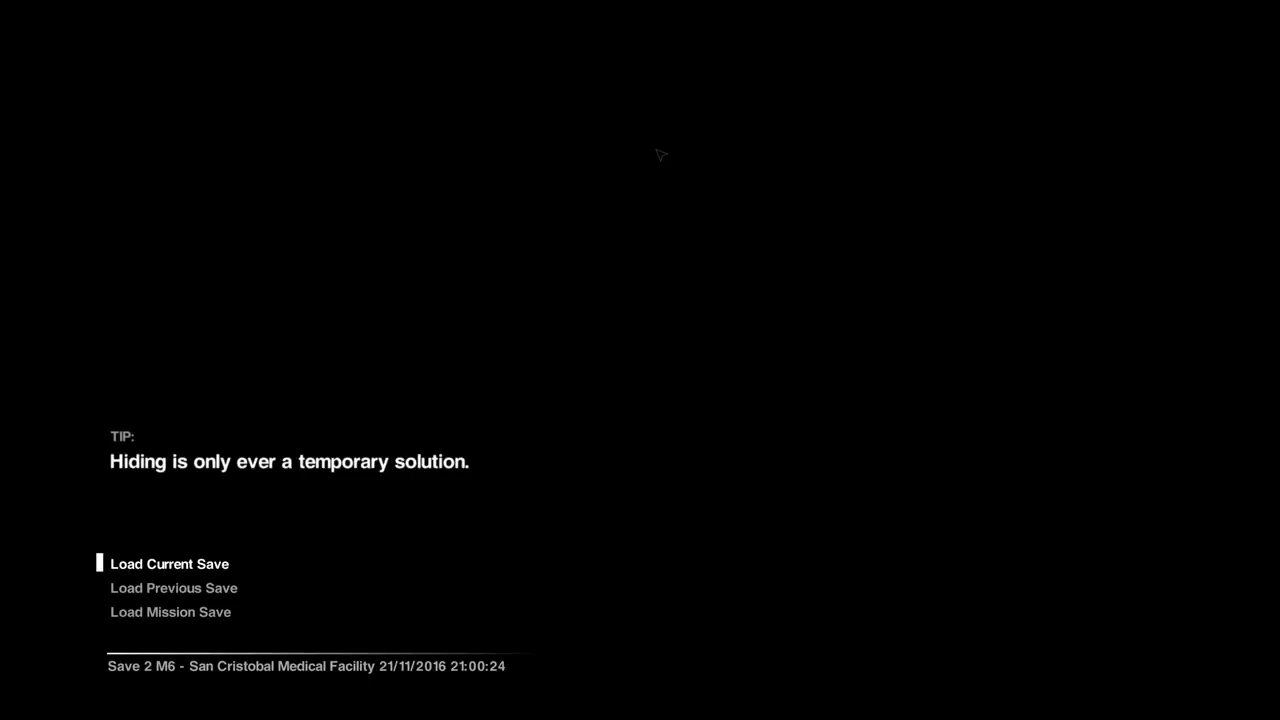 TIP:
Hiding is only ever a temporary solution.
Load Current Save
Load Previous Save
Load Mission Save
Save 2 M6 - San Cristobal Medical Facility 21/11/2016 21:00:24